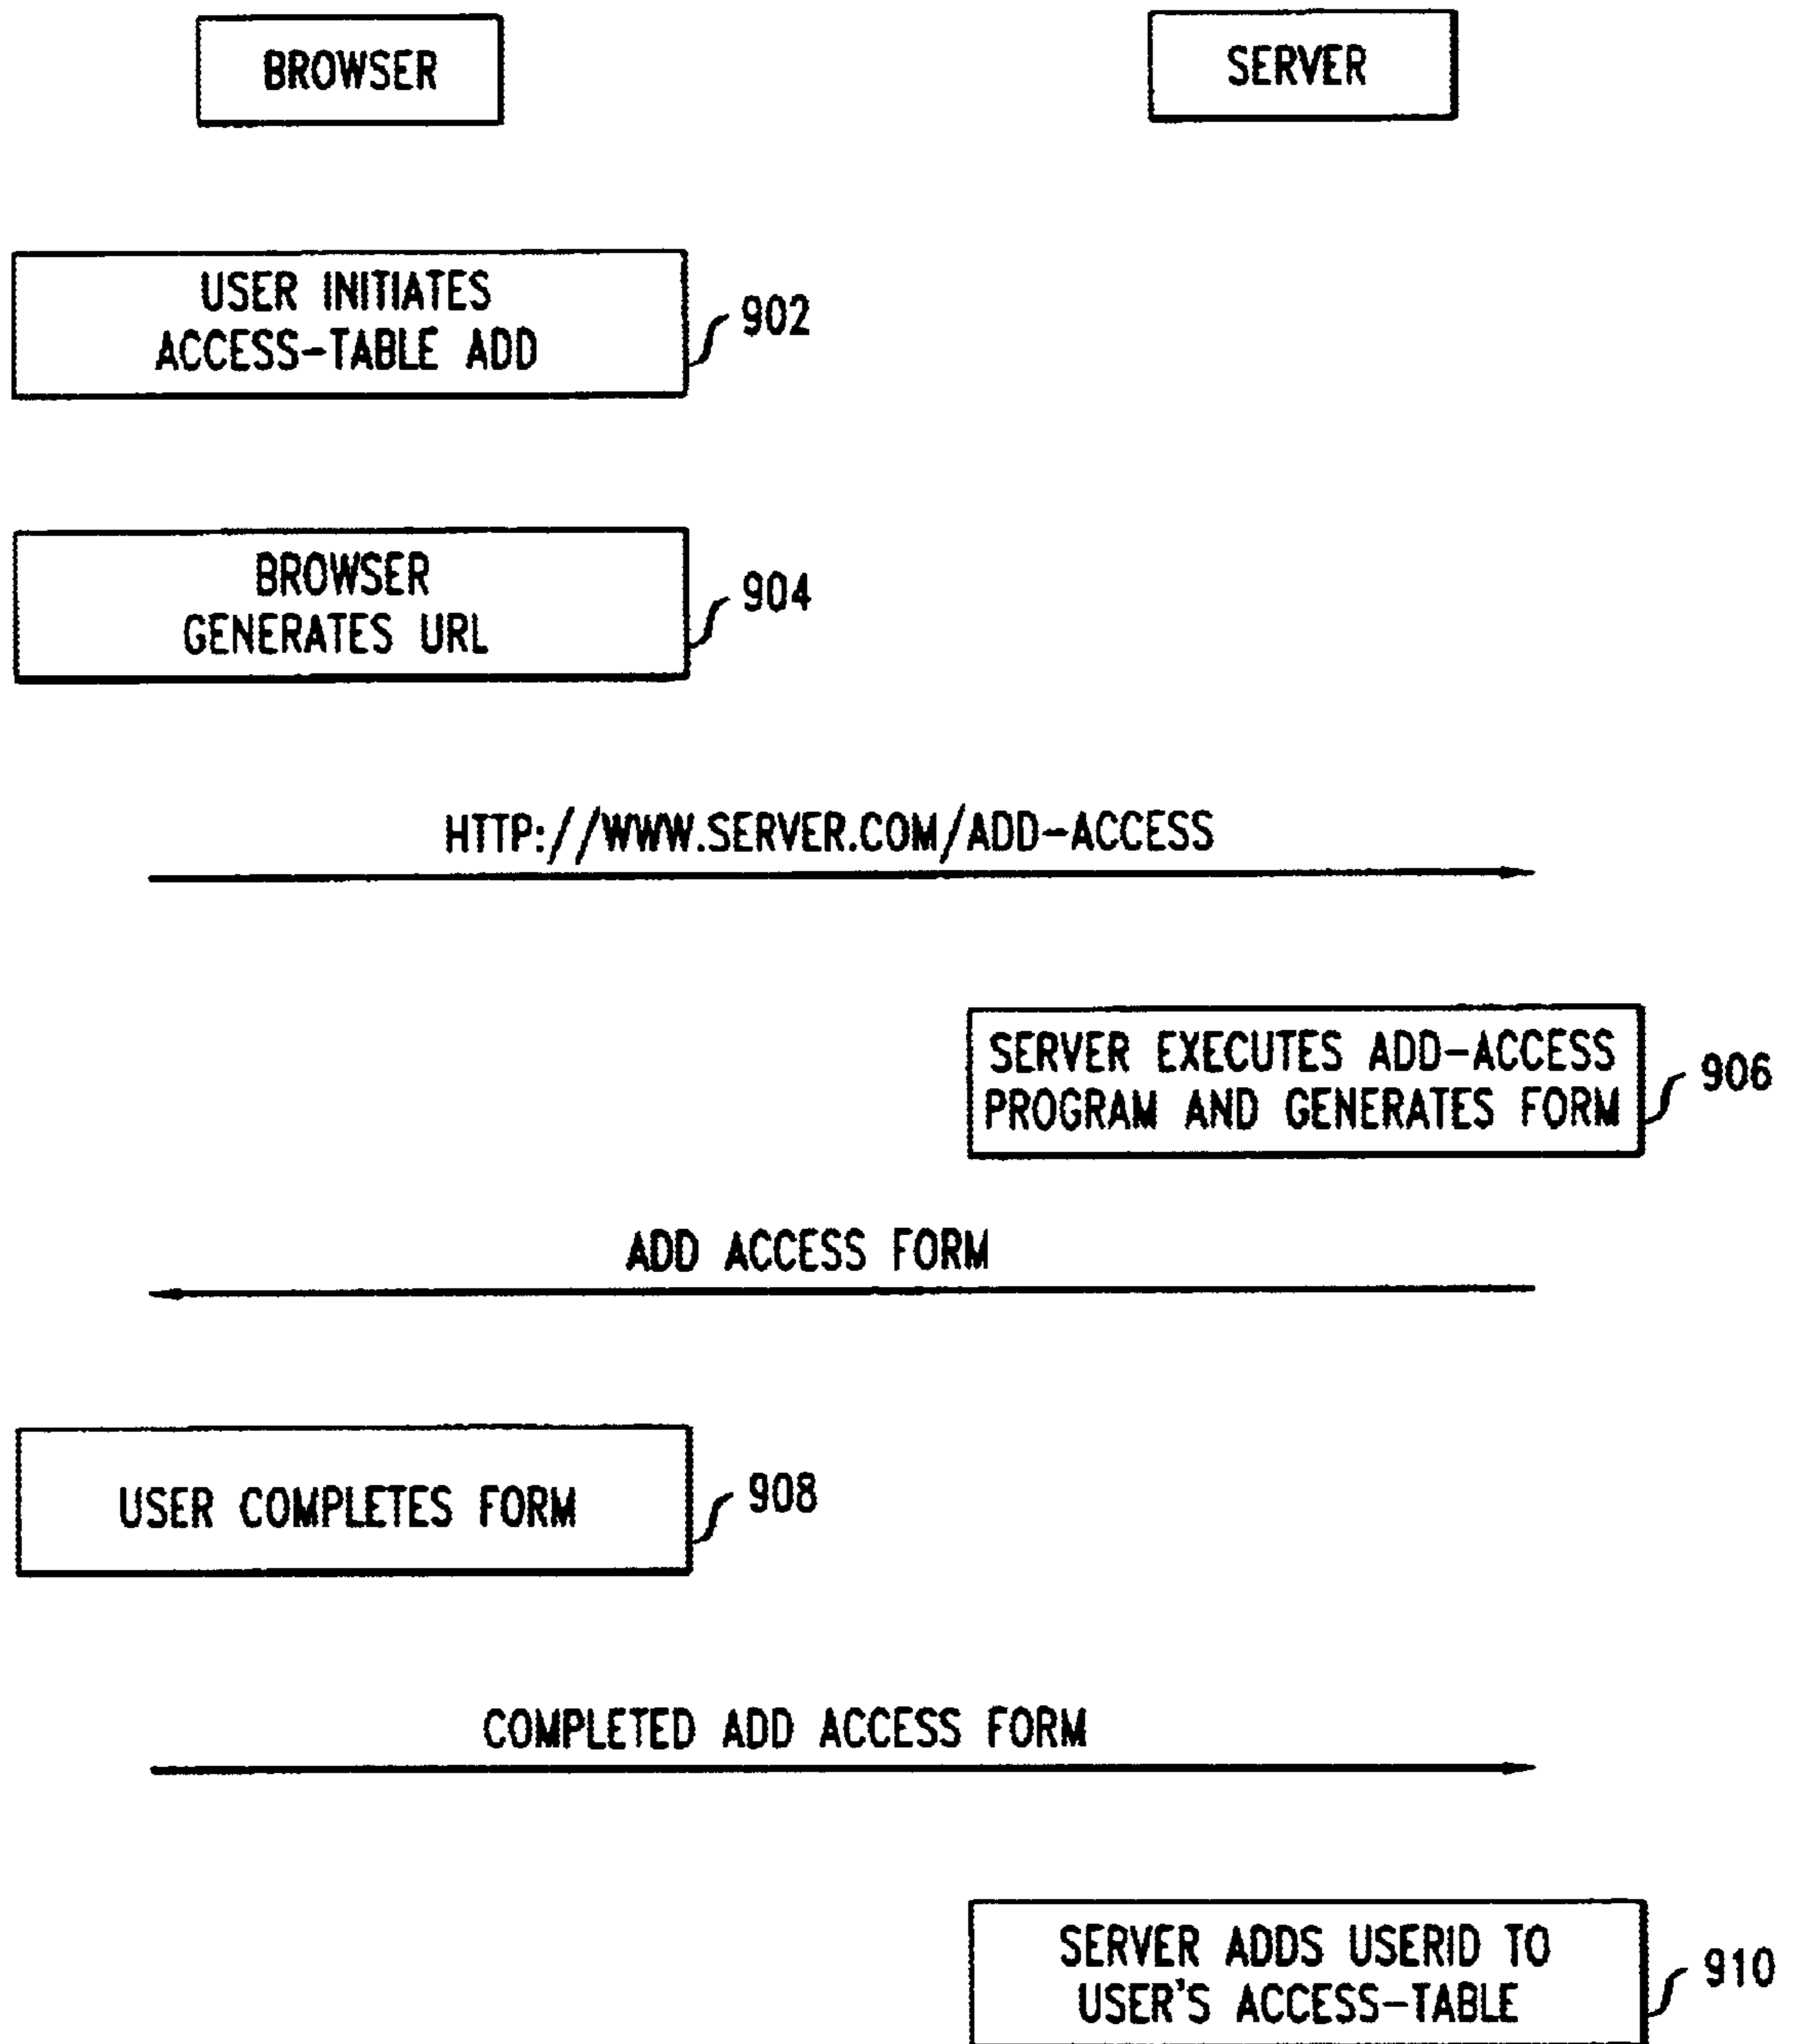 BROWSER
SERVER
USER INITIATES
ACCESS-TABLE ADD
902
BROWSER
GENERATES URL
904
HTTP://WWW.SERVER.COM/ADD-ACCESS
SERVER EXECUTES ADD-ACCESS
PROGRAM AND GENERATES FORM
906
ADD ACCESS FORM
USER COMPLETES FORM
908
COMPLETED ADD ACCESS FORM
SERVER ADDS USERID TO
USER'S ACCESS-TABLE
910